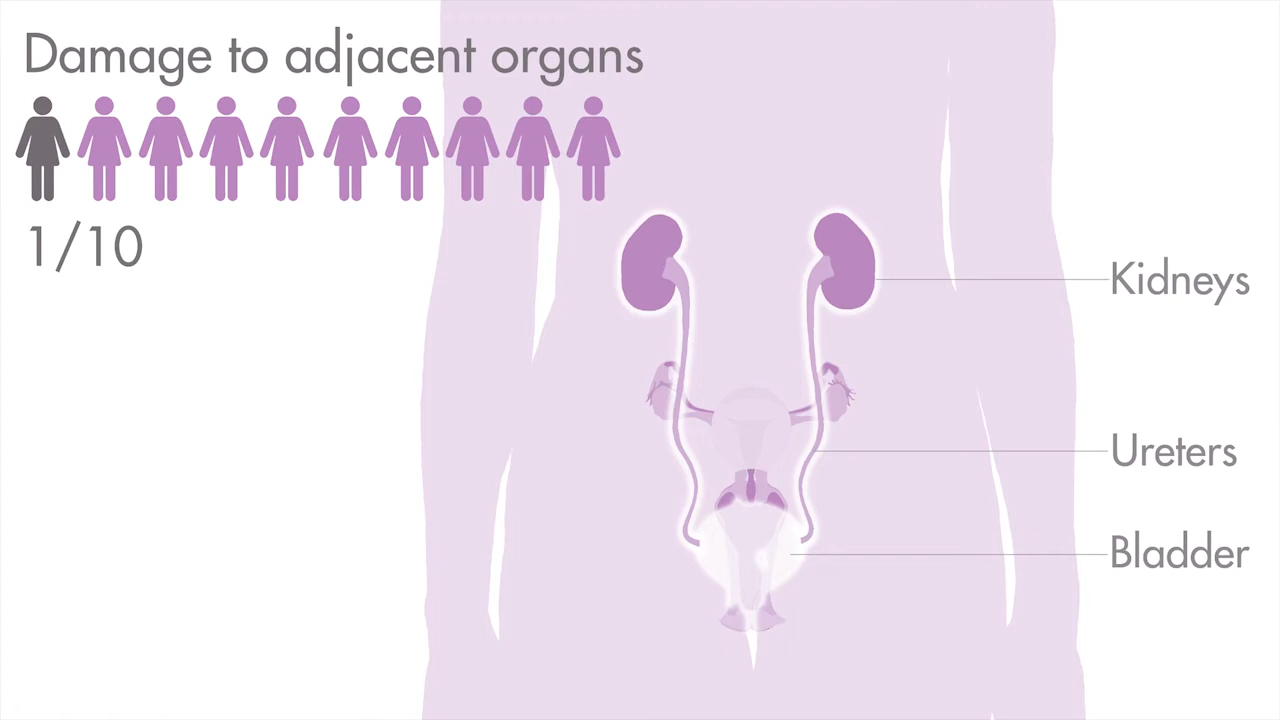 Damage to adjacent organs
1/10
Kidneys
Ureters
Bladder